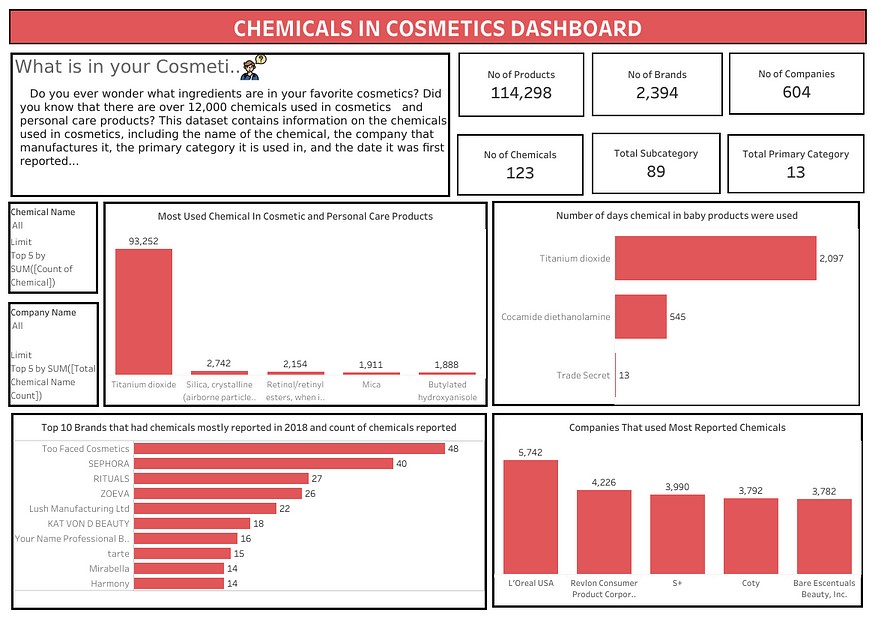 CHEMICALS IN COSMETICS DASHBOARD
What is in your Cosmeti..
Do you ever wonder what ingredients are in your favorite cosmetics? Did
you know that there are over 12,000 chemicals used in cosmetics and
personal care products? This dataset contains information on the chemicals
used in cosmetics, including the name of the chemical, the company that
manufactures it, the primary category it is used in, and the date it was first
reported...
No of Products
114,298
No of Brands
2,394
No of Companies
604
No of Chemicals
123
Total Subcategory
89
Total Primary Category
13
Chemical Name
All
Limit
Top 5 by
SUM([Count of
Chemical])
Company Name
All
Limit
Top 5 by SUM([Total
Chemical Name
Count])
Most Used Chemical In Cosmetic and Personal Care Products
93,252
2,742
2,154
1,911
1,888
Titanium dioxide
Silica, crystalline
(airborne particle..
Retinol/retinyl
esters, when i..
Mica
Butylated
hydroxyanisole
Number of days chemical in baby products were used
Titanium dioxide 2,097
Cocamide diethanolamine 545
Trade Secret 13
Top 10 Brands that had chemicals mostly reported in 2018 and count of chemicals reported
Too Faced Cosmetics 48
SEPHORA 40
RITUALS 27
ZOEVA 26
Lush Manufacturing Ltd 22
KAT VON D BEAUTY 18
Your Name Professional B.. 16
tarte 15
Mirabella 14
Harmony 14
Companies That used Most Reported Chemicals
5,742
4,226
3,990
3,792
3,782
L'Oreal USA
Revlon Consumer
Product Corpor..
S+
Coty
Bare Escentuals
Beauty, Inc.